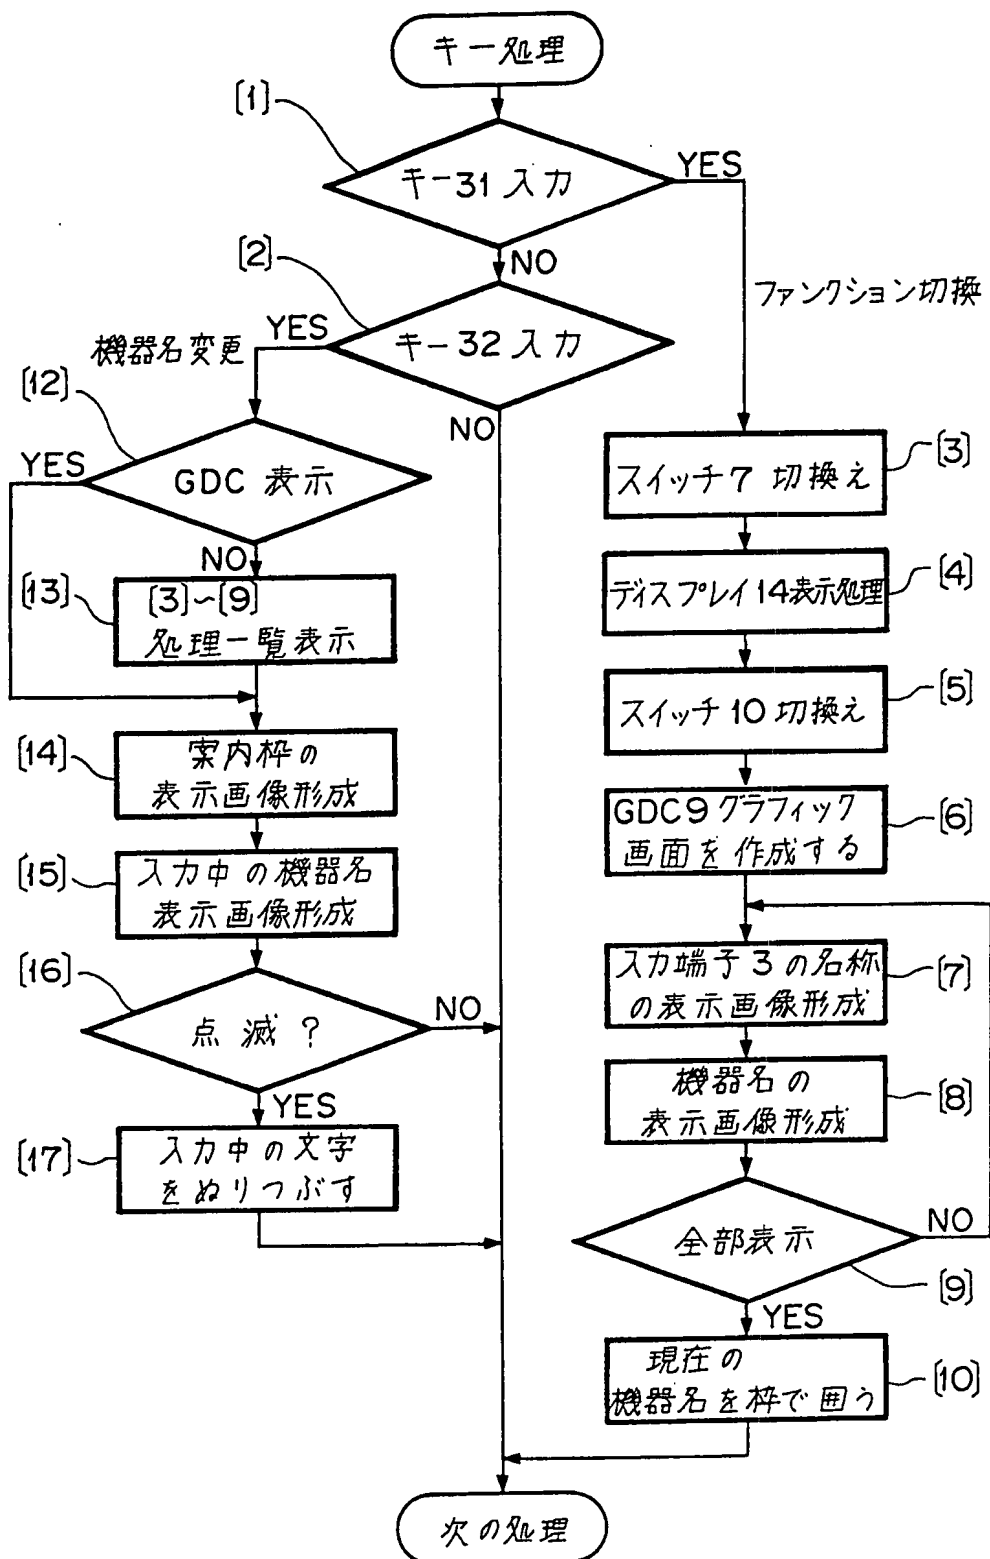 キー処理
[1]
キー31入力
YES
NO
ファンクション切換
[2]
キー32入力
YES
機器名変更
NO
[12]
GDC 表示
YES
NO
[13]
[3]〜[9]
処理一覧表示
[14]
案内枠の
表示画像形成
[15]
入力中の機器名
表示画像形成
[16]
点滅?
NO
YES
[17]
入力中の文字
をぬりつぶす
[3]
スイッチ7 切換え
[4]
ディスプレイ14表示処理
[5]
スイッチ10切換え
[6]
GDC9グラフィック
画面を作成する
[7]
入力端子3の名称
の表示画像形成
[8]
機器名の
表示画像形成
全部表示
NO
[9]
YES
現在の
機器名を枠で囲う
[10]
次の処理